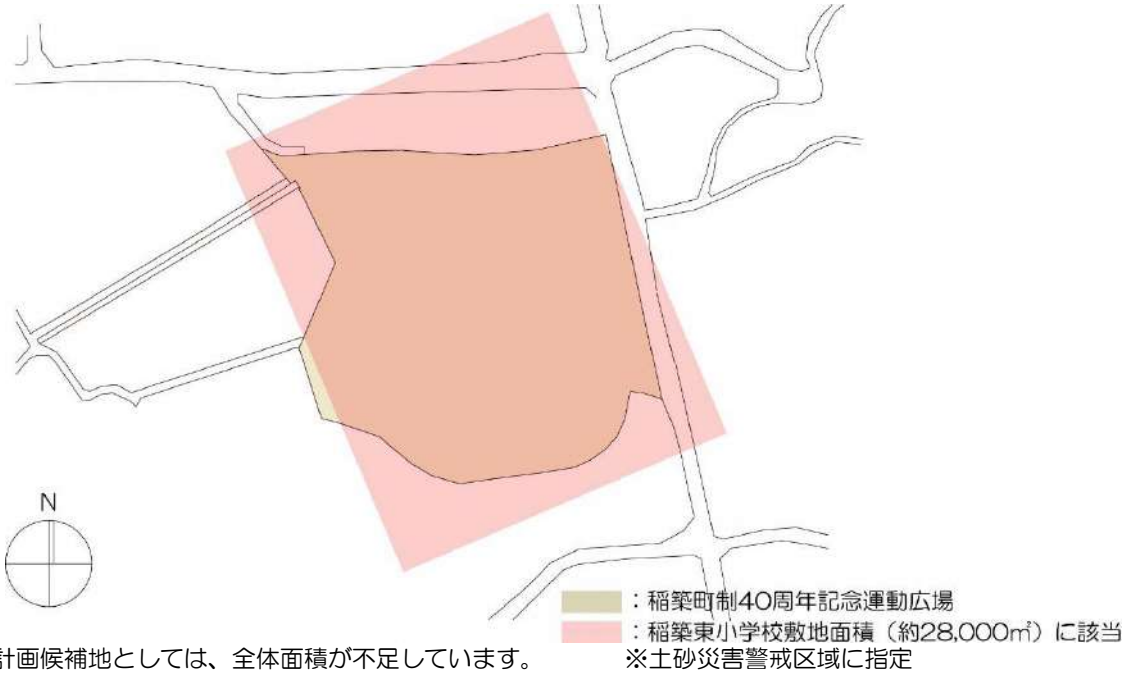 N
：稲築町制40周年記念運動広場
：稲築東小学校敷地面積（約28,000㎡）に該当
計画候補地としては、全体面積が不足しています。
※土砂災害警戒区域に指定